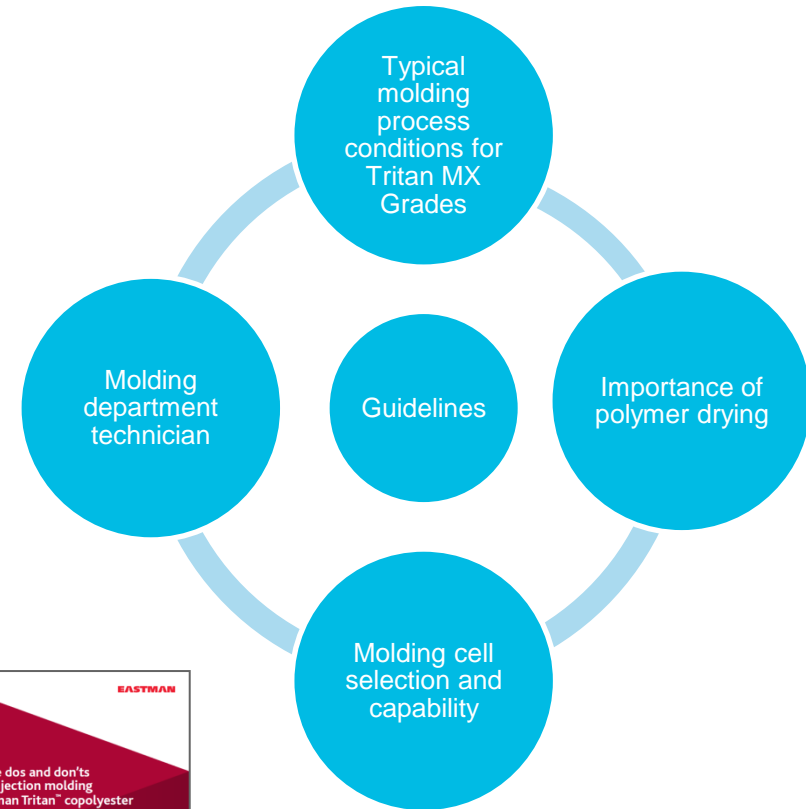 Typical
molding
process
conditions for
Tritan MX
Grades
Molding
department
technician
Guidelines
Importance of
polymer drying
Molding cell
selection and
capability
EASTMAN
dos and don'ts
jection molding
man Tritan™ copolyester